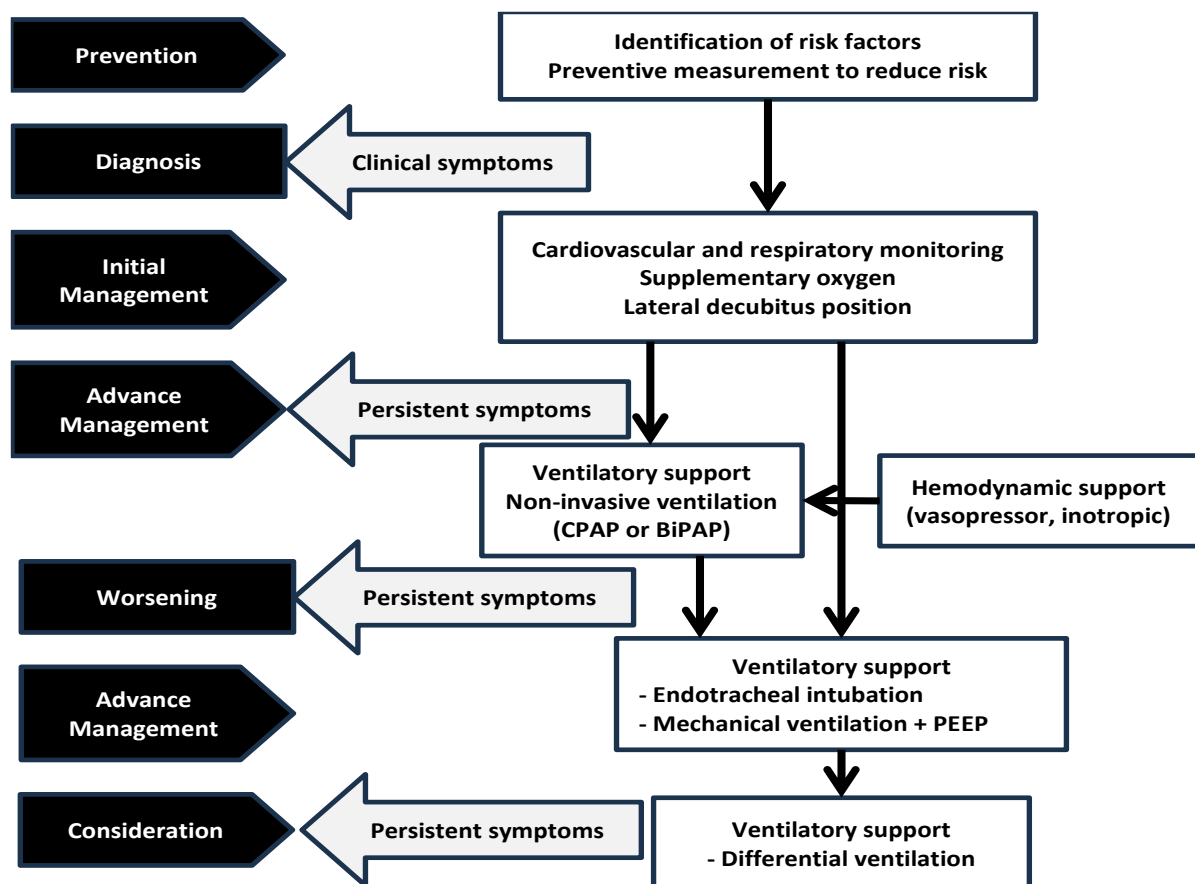 Prevention
Identification of risk factors
Preventive measurement to reduce risk
Diagnosis
Clinical symptoms
Initial
Management
Cardiovascular and respiratory monitoring
Supplementary oxygen
Lateral decubitus position
Advance
Management
Persistent symptoms
Ventilatory support
Non-invasive ventilation
(CPAP or BiPAP)
Hemodynamic support
(vasopressor, inotropic)
Worsening
Persistent symptoms
Advance
Management
Ventilatory support
- Endotracheal intubation
- Mechanical ventilation + PEEP
Consideration
Persistent symptoms
Ventilatory support
- Differential ventilation